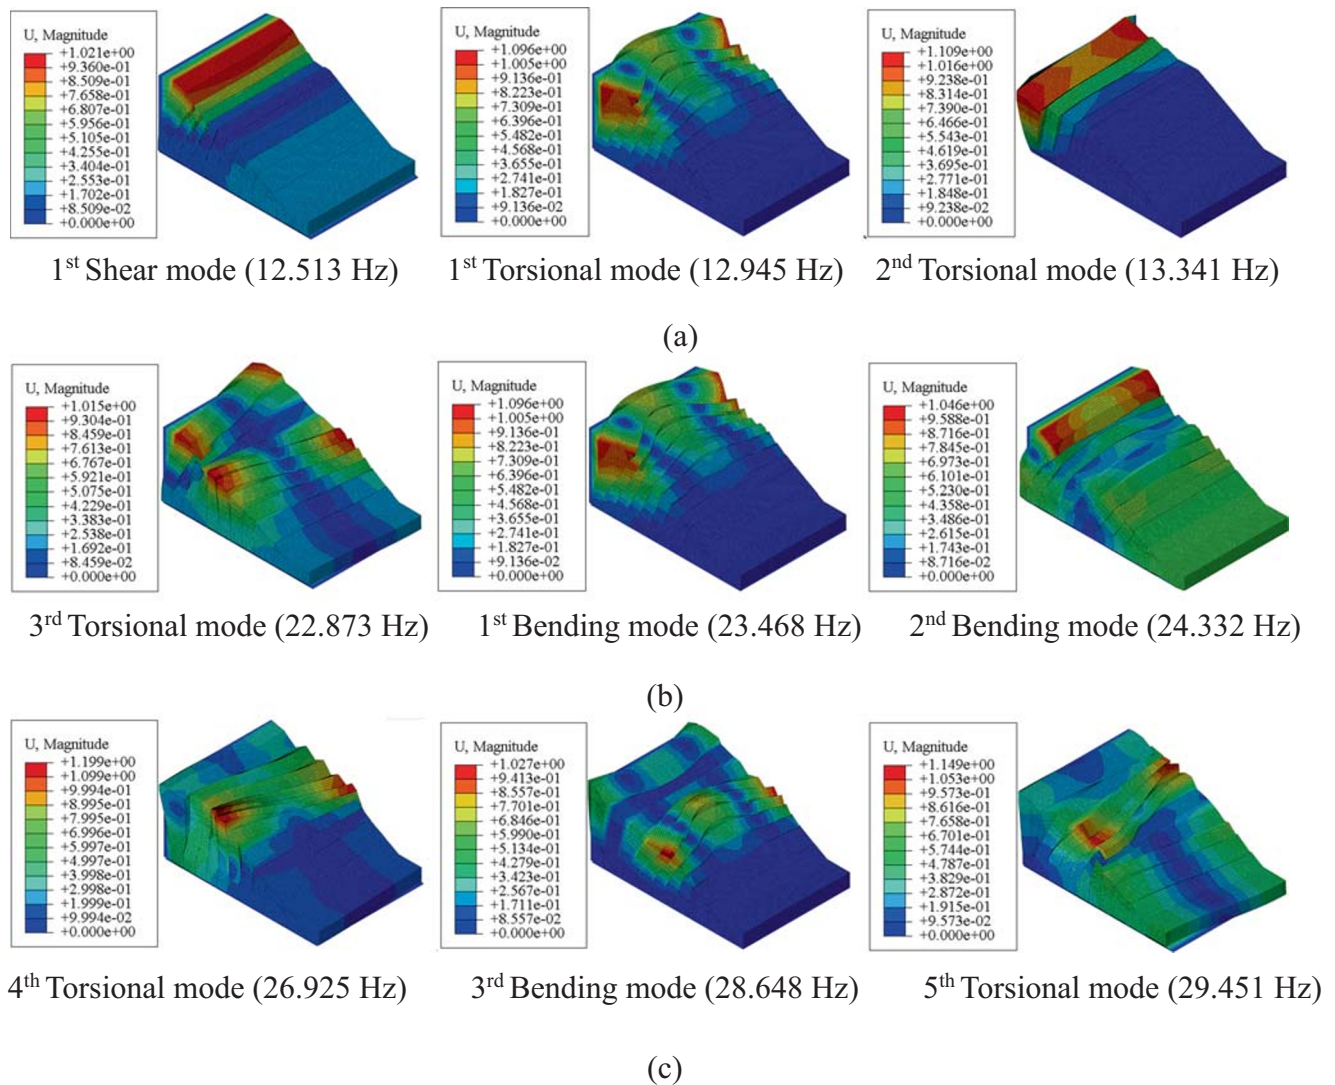 U, Magnitude
+1.021e+00
+9.360e-01
+8.509e-01
+7.658e-01
+6.807e-01
+5.956e-01
+5.105e-01
+4.255e-01
+3.404e-01
+2.553e-01
+1.702e-01
+8.509e-02
+0.000e+00
U, Magnitude
+1.096e+00
+1.005e+00
+9.136e-01
+8.223e-01
+7.309e-01
+6.396e-01
+5.482e-01
+4.568e-01
+3.655e-01
+2.741e-01
+1.827e-01
+9.136e-02
+0.000e+00
U, Magnitude
+1.109e+00
+1.016e+00
+9.238e-01
+8.314e-01
+7.390e-01
+6.466e-01
+5.543e-01
+4.619e-01
+3.695e-01
+2.771e-01
+1.848e-01
+9.238e-02
+0.000e+00
1st Shear mode (12.513 Hz)
1st Torsional mode (12.945 Hz)
2nd Torsional mode (13.341 Hz)
(a)
U, Magnitude
+1.015e+00
+9.304e-01
+8.459e-01
+7.613e-01
+6.767e-01
+5.921e-01
+5.075e-01
+4.229e-01
+3.383e-01
+2.538e-01
+1.692e-01
+8.459e-02
+0.000e+00
U, Magnitude
+1.096e+00
+1.005e+00
+9.136e-01
+8.223e-01
+7.309e-01
+6.396e-01
+5.482e-01
+4.568e-01
+3.655e-01
+2.741e-01
+1.827e-01
+9.136e-02
+0.000e+00
U, Magnitude
+1.046e+00
+9.588e-01
+8.716e-01
+7.845e-01
+6.973e-01
+6.101e-01
+5.230e-01
+4.358e-01
+3.486e-01
+2.615e-01
+1.743e-01
+8.716e-02
+0.000e+00
3rd Torsional mode (22.873 Hz)
1st Bending mode (23.468 Hz)
2nd Bending mode (24.332 Hz)
(b)
U, Magnitude
+1.199e+00
+1.099e+00
+9.994e-01
+8.995e-01
+7.995e-01
+6.996e-01
+5.997e-01
+4.997e-01
+3.998e-01
+2.998e-01
+1.999e-01
+9.994e-02
+0.000e+00
U, Magnitude
+1.027e+00
+9.413e-01
+8.557e-01
+7.701e-01
+6.846e-01
+5.990e-01
+5.134e-01
+4.279e-01
+3.423e-01
+2.567e-01
+1.711e-01
+8.557e-02
+0.000e+00
U, Magnitude
+1.149e+00
+1.053e+00
+9.573e-01
+8.616e-01
+7.658e-01
+6.701e-01
+5.744e-01
+4.787e-01
+3.829e-01
+2.872e-01
+1.915e-01
+9.573e-02
+0.000e+00
4th Torsional mode (26.925 Hz)
3rd Bending mode (28.648 Hz)
5th Torsional mode (29.451 Hz)
(c)